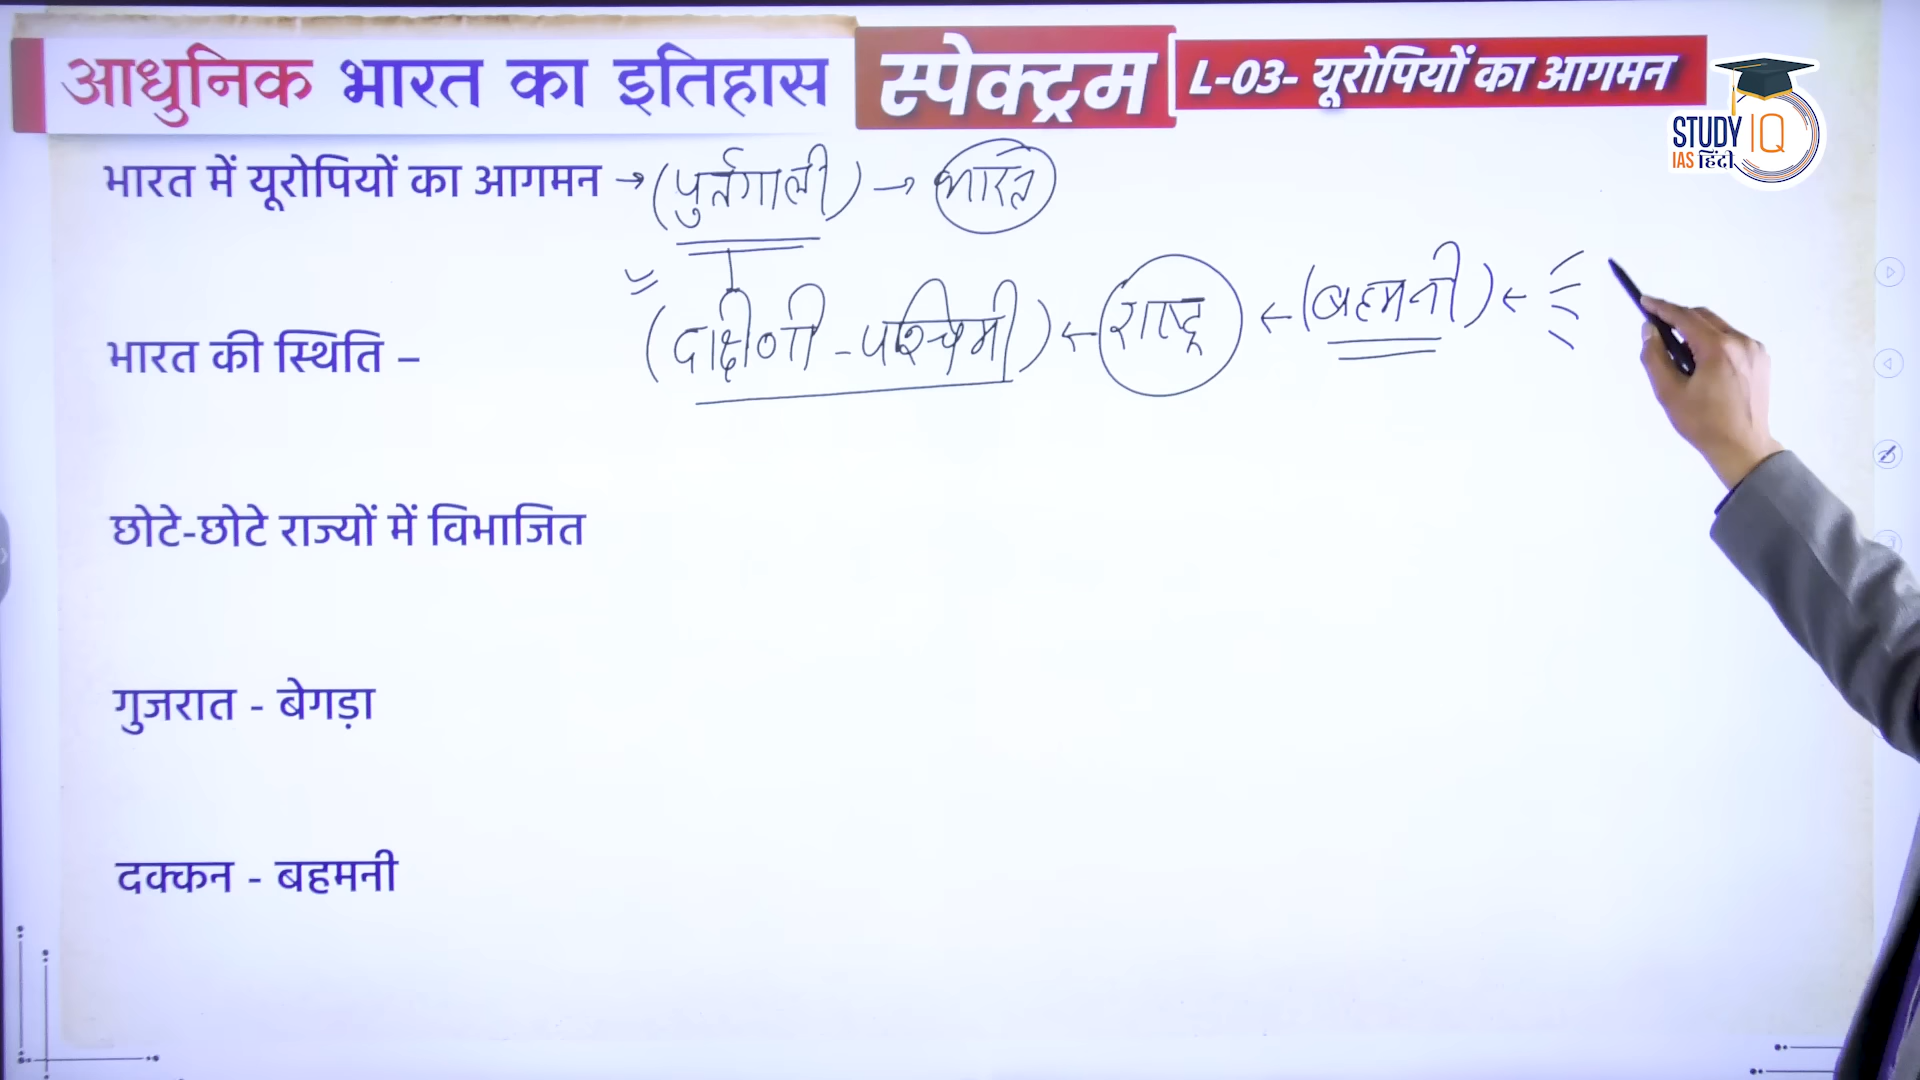 आधुनिक भारत का इतिहास स्पेक्ट्रम L-03- यूरोपियों का आगमन
STUDY IQ
IAS हिंदी
भारत में यूरोपियों का आगमन → (पुर्तगाली) → भारत
भारत की स्थिति – (दक्षिणी - पश्चिमी) ← राष्ट्र ← (बहमनी) ←
छोटे-छोटे राज्यों में विभाजित
गुजरात - बेगड़ा
दक्कन - बहमनी